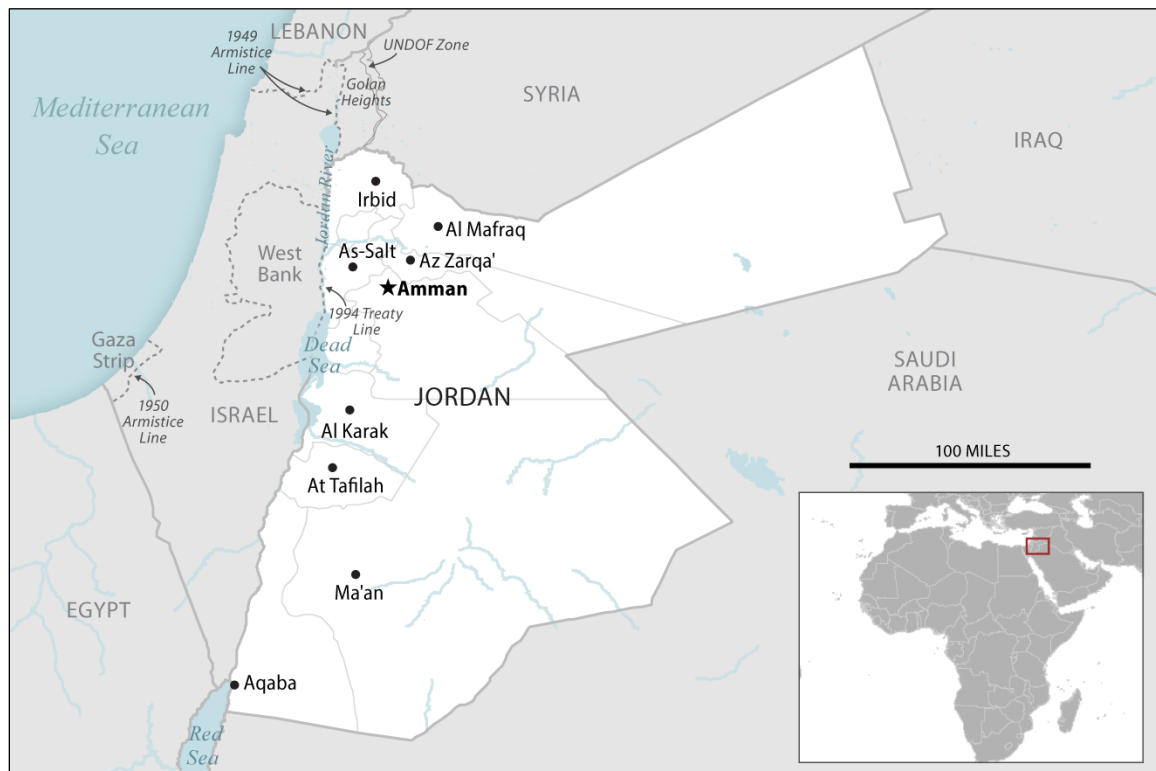 LEBANON
1949
Armistice
Line
UNDOF Zone
Golan
Heights
SYRIA
Mediterranean
Sea
IRAQ
Jordan River
Irbid
Al Mafraq
West
Bank
As-Salt
Az Zarqa'
Amman
1994 Treaty
Line
Gaza
Strip
Dead
Sea
SAUDI
ARABIA
1950
Armistice
Line
ISRAEL
JORDAN
Al Karak
100 MILES
At Tafilah
Ma'an
EGYPT
Aqaba
Red
Sea